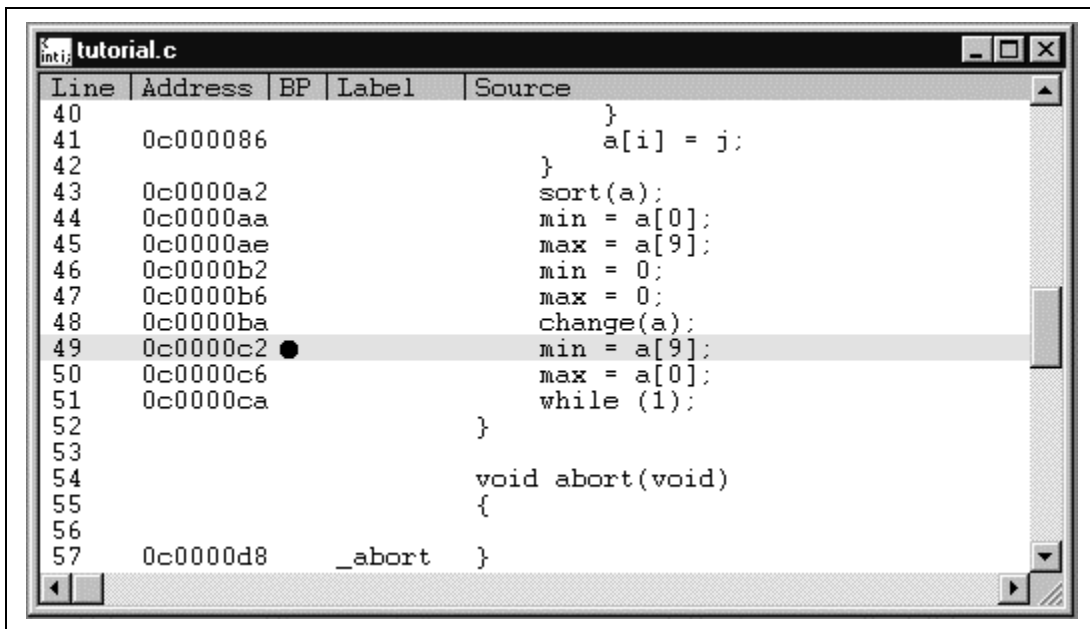 int i; tutorial.c
Line Address BP Label Source
40 }
41 0c000086 a[i] = j;
42 }
43 0c0000a2 sort(a);
44 0c0000aa min = a[0];
45 0c0000ae max = a[9];
46 0c0000b2 min = 0;
47 0c0000b6 max = 0;
48 0c0000ba change(a);
49 0c0000c2 min = a[9];
50 0c0000c6 max = a[0];
51 0c0000ca while (1);
52 }
53
54 void abort(void)
55 {
56
57 0c0000d8 _abort }